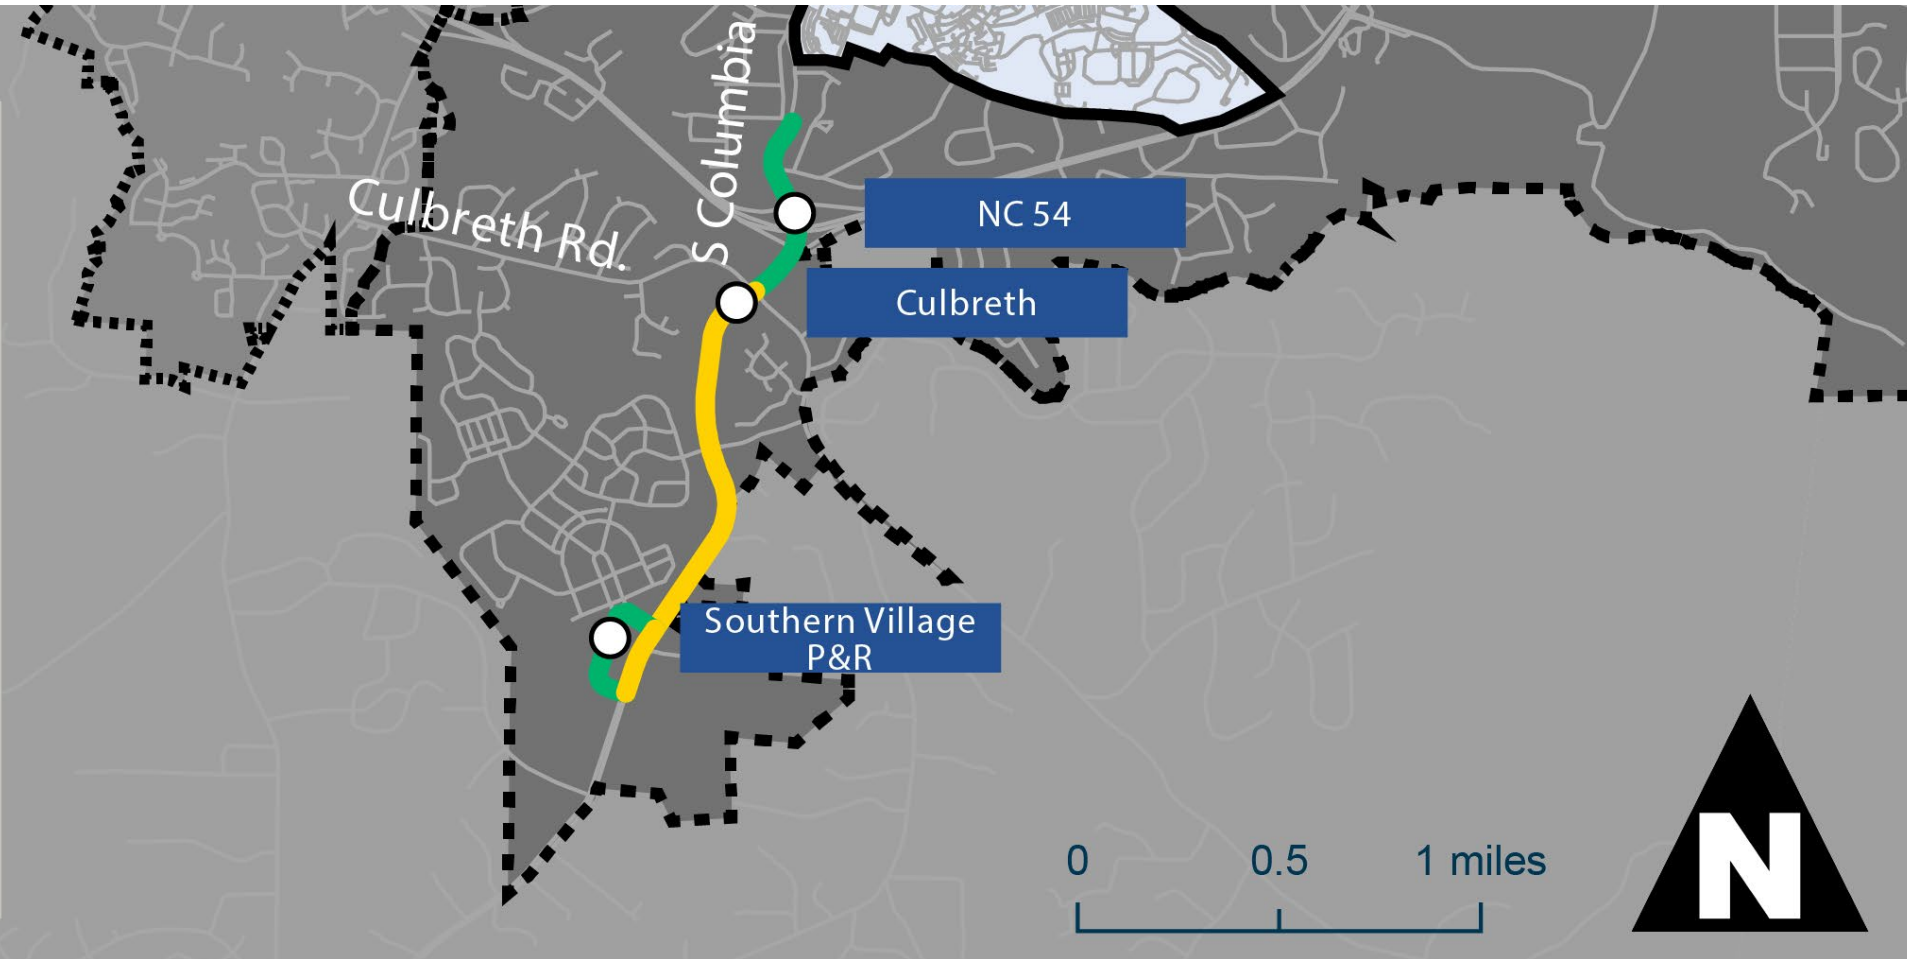 S Columbia
Culbreth Rd.
NC 54
Culbreth
Southern Village
P&R
0 0.5 1 miles
N